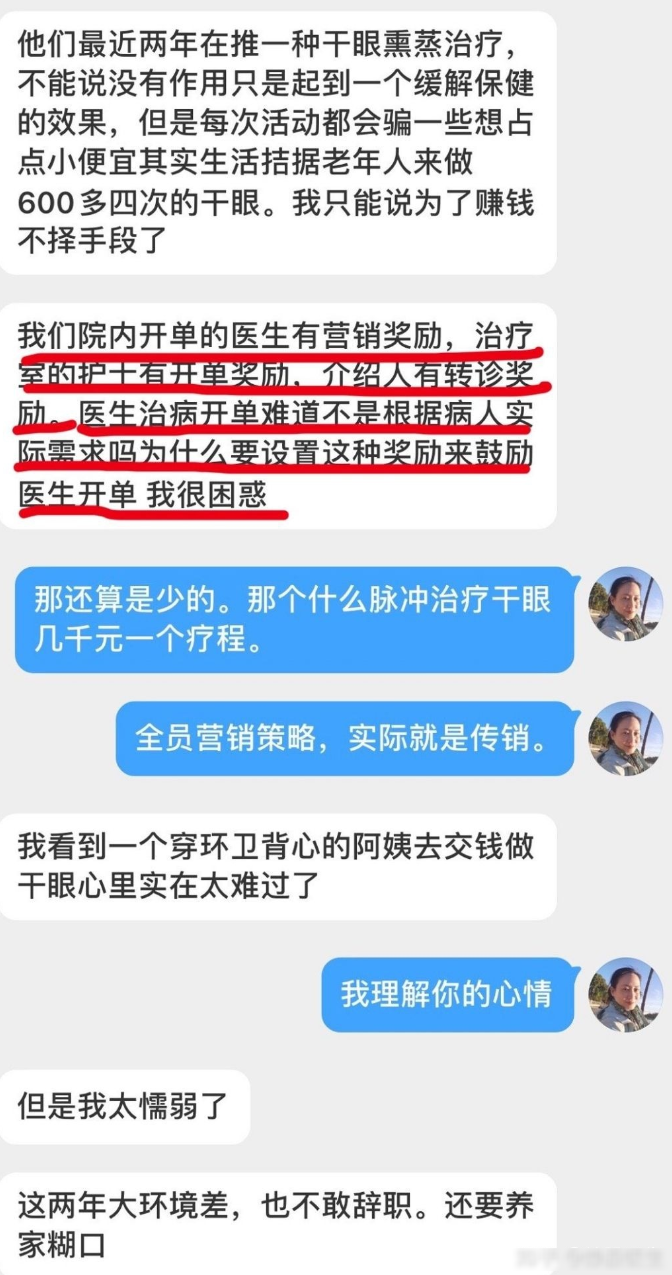 他们最近两年在推一种干眼熏蒸治疗，
不能说没有作用只是起到一个缓解保健
的效果，但是每次活动都会骗一些想占
点小便宜其实生活拮据老年人来做
600多四次的干眼。我只能说为了赚钱
不择手段了
我们院内开单的医生有营销奖励，治疗
室的护士有开单奖励，介绍人有转诊奖
励。医生治病开单难道不是根据病人实
际需求吗为什么要设置这种奖励来鼓励
医生开单 我很困惑
那还算是少的。那个什么脉冲治疗干眼
几千元一个疗程。
全员营销策略，实际就是传销。
我看到一个穿环卫背心的阿姨去交钱做
干眼心里实在太难过了
我理解你的心情
但是我太懦弱了
这两年大环境差，也不敢辞职。还要养
家糊口